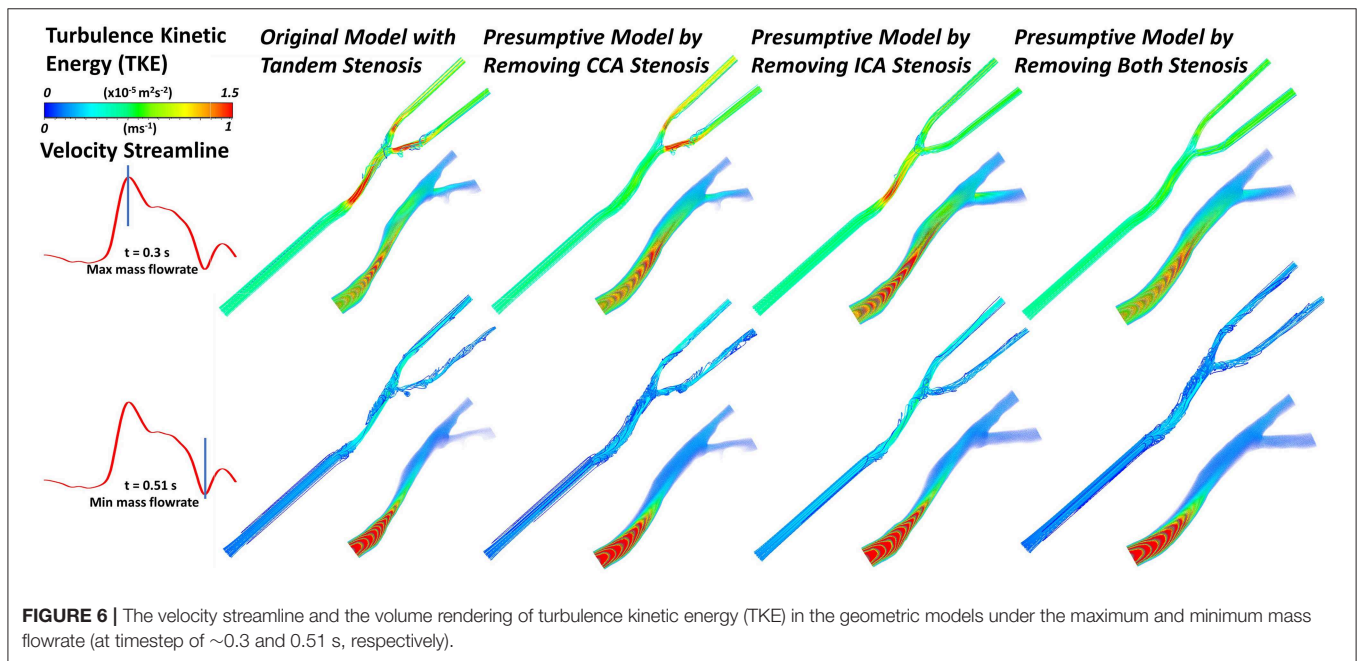 Turbulence Kinetic
Energy (TKE)
0 (x10⁻⁵ m²s⁻²) 1.5
0 (ms⁻¹) 1
Velocity Streamline
Original Model with
Tandem Stenosis
Presumptive Model by
Removing CCA Stenosis
Presumptive Model by
Removing ICA Stenosis
Presumptive Model by
Removing Both Stenosis
t = 0.3 s
Max mass flowrate
t = 0.51 s
Min mass flowrate
FIGURE 6 | The velocity streamline and the volume rendering of turbulence kinetic energy (TKE) in the geometric models under the maximum and minimum mass
flowrate (at timestep of ~0.3 and 0.51 s, respectively).